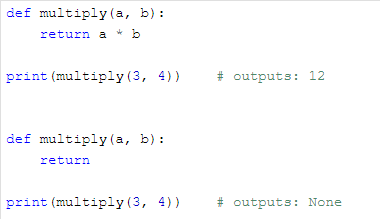 def multiply(a, b):
    return a * b

print(multiply(3, 4))    # outputs: 12


def multiply(a, b):
    return

print(multiply(3, 4))    # outputs: None